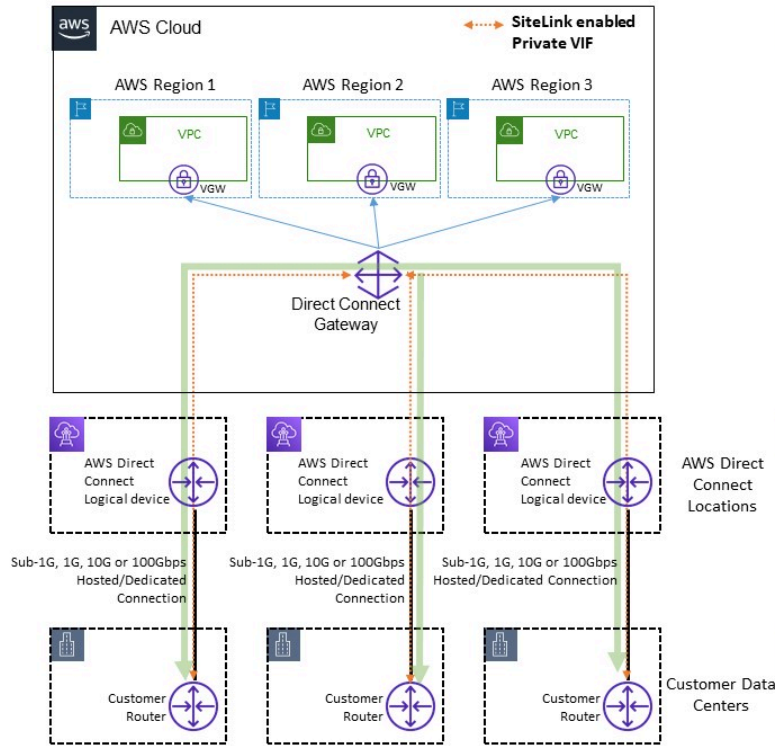 aws
AWS Cloud
SiteLink enabled
Private VIF
AWS Region 1
AWS Region 2
AWS Region 3
VPC
VPC
VPC
VGW
VGW
VGW
Direct Connect
Gateway
AWS Direct
Connect
Logical device
AWS Direct
Connect
Logical device
AWS Direct
Connect
Logical device
AWS Direct
Connect
Locations
Sub-1G, 1G, 10G or 100Gbps
Hosted/Dedicated
Connection
Sub-1G, 1G, 10G or 100Gbps
Hosted/Dedicated
Connection
Sub-1G, 1G, 10G or 100Gbps
Hosted/Dedicated Connection
Customer
Router
Customer
Router
Customer
Router
Customer Data
Centers